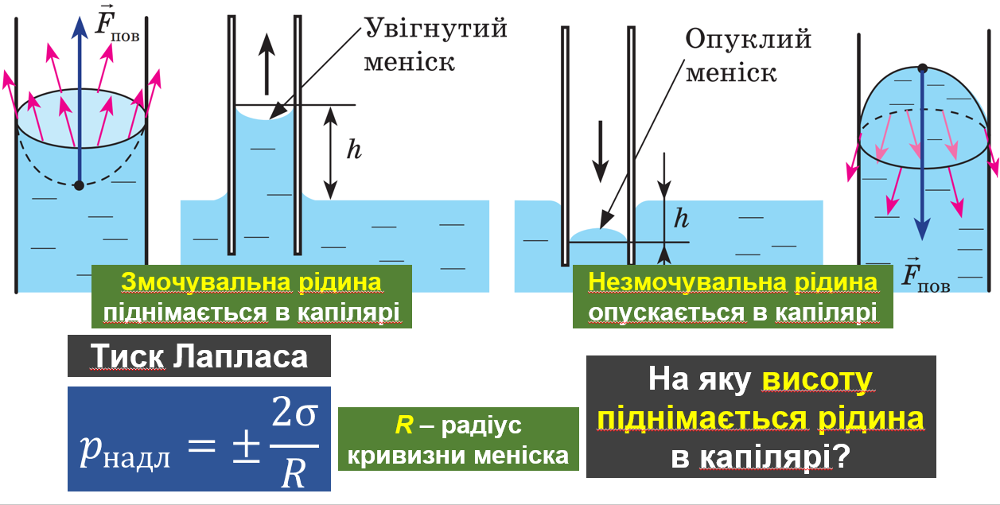 F⃗пов
Увігнутий
меніск
h
Змочувальна рідина
піднімається в капілярі
Опуклий
меніск
h
F⃗пов
Незмочувальна рідина
опускається в капілярі
Тиск Лапласа
pнадл = ± 2σ/R
R – радіус
кривизни меніска
На яку висоту
піднімається рідина
в капілярі?